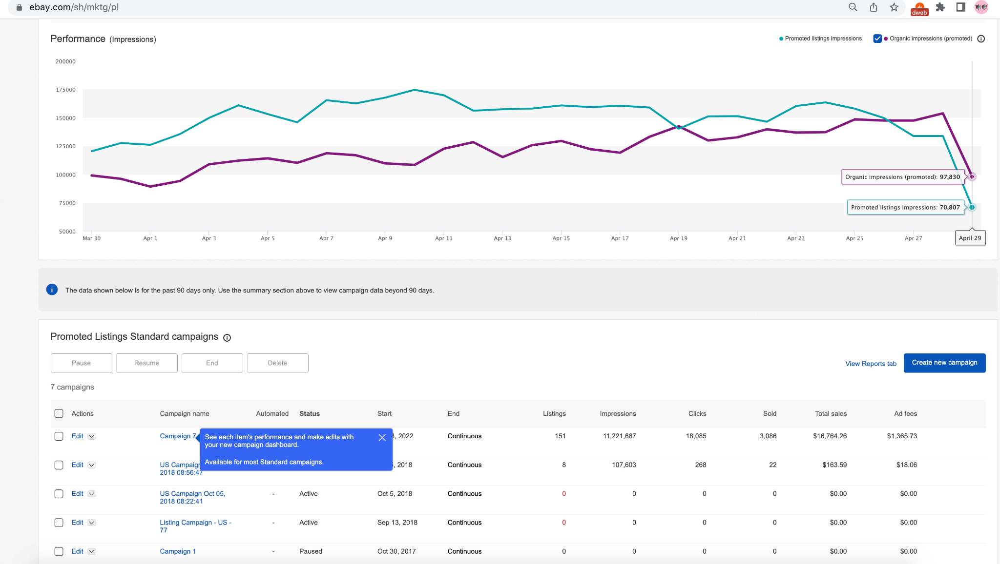 ebay.com/sh/mktg/pl
dweb
Performance (Impressions)
Promoted listings impressions
Organic impressions (promoted)
200000
175000
150000
125000
100000
75000
50000
Organic impressions (promoted): 97,830
Promoted listings impressions: 70,807
Mar 30 Apr 1 Apr 3 Apr 5 Apr 7 Apr 9 Apr 11 Apr 13 Apr 15 Apr 17 Apr 19 Apr 21 Apr 23 Apr 25 Apr 27 April 29
The data shown below is for the past 90 days only. Use the summary section above to view campaign data beyond 90 days.
Promoted Listings Standard campaigns
Pause Resume End Delete
View Reports tab Create new campaign
7 campaigns
Actions Campaign name Automated Status Start End Listings Impressions Clicks Sold Total sales Ad fees
Edit Campaign 7 , 2022 Continuous 151 11,221,687 18,085 3,086 $16,764.26 $1,365.73
See each item's performance and make edits with
your new campaign dashboard.
Available for most Standard campaigns.
Edit US Campaign , 2018 Continuous 8 107,603 268 22 $163.59 $18.06
2018 08:56:47
Edit US Campaign Oct 05, - Active Oct 5, 2018 Continuous 0 0 0 0 $0.00 $0.00
2018 08:22:41
Edit Listing Campaign - US - - Active Sep 13, 2018 Continuous 0 0 0 0 $0.00 $0.00
77
Edit Campaign 1 - Paused Oct 30, 2017 Continuous 0 0 0 0 $0.00 $0.00